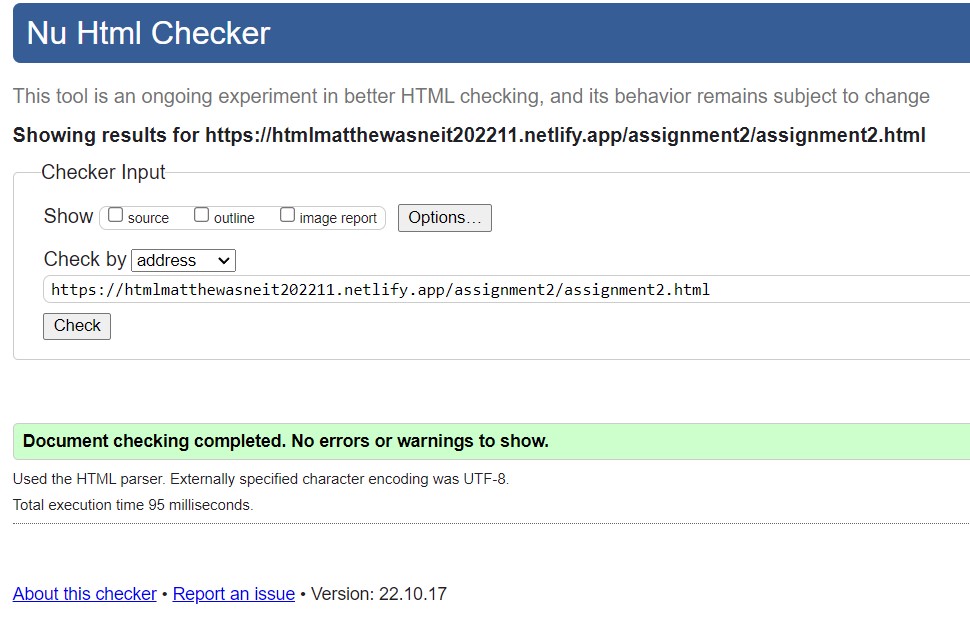 Nu Html Checker
This tool is an ongoing experiment in better HTML checking, and its behavior remains subject to change
Showing results for https://htmlmatthewasneit202211.netlify.app/assignment2/assignment2.html
Checker Input
Show source outline image report Options...
Check by address
https://htmlmatthewasneit202211.netlify.app/assignment2/assignment2.html
Check
Document checking completed. No errors or warnings to show.
Used the HTML parser. Externally specified character encoding was UTF-8.
Total execution time 95 milliseconds.
About this checker • Report an issue • Version: 22.10.17